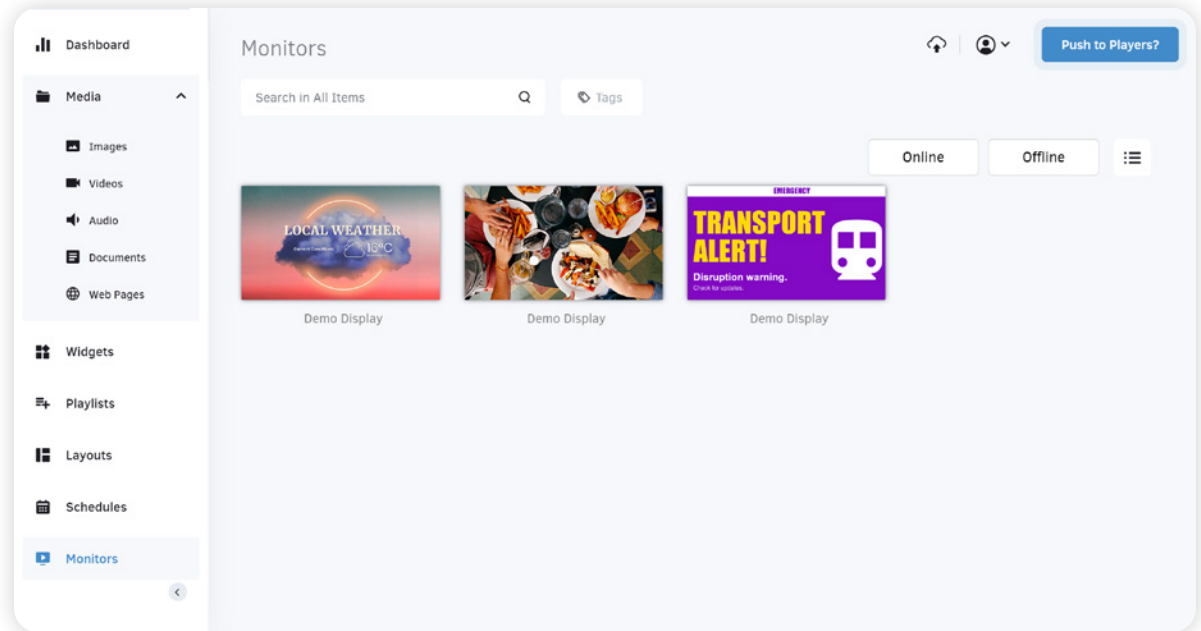 Dashboard
Media
Images
Videos
Audio
Documents
Web Pages
Widgets
Playlists
Layouts
Schedules
Monitors
Monitors
Push to Players?
Search in All Items
Tags
Online
Offline
LOCAL WEATHER
16°C
Demo Display
Demo Display
EMERGENCY
TRANSPORT
ALERT!
Disruption warning.
Check for updates.
Demo Display